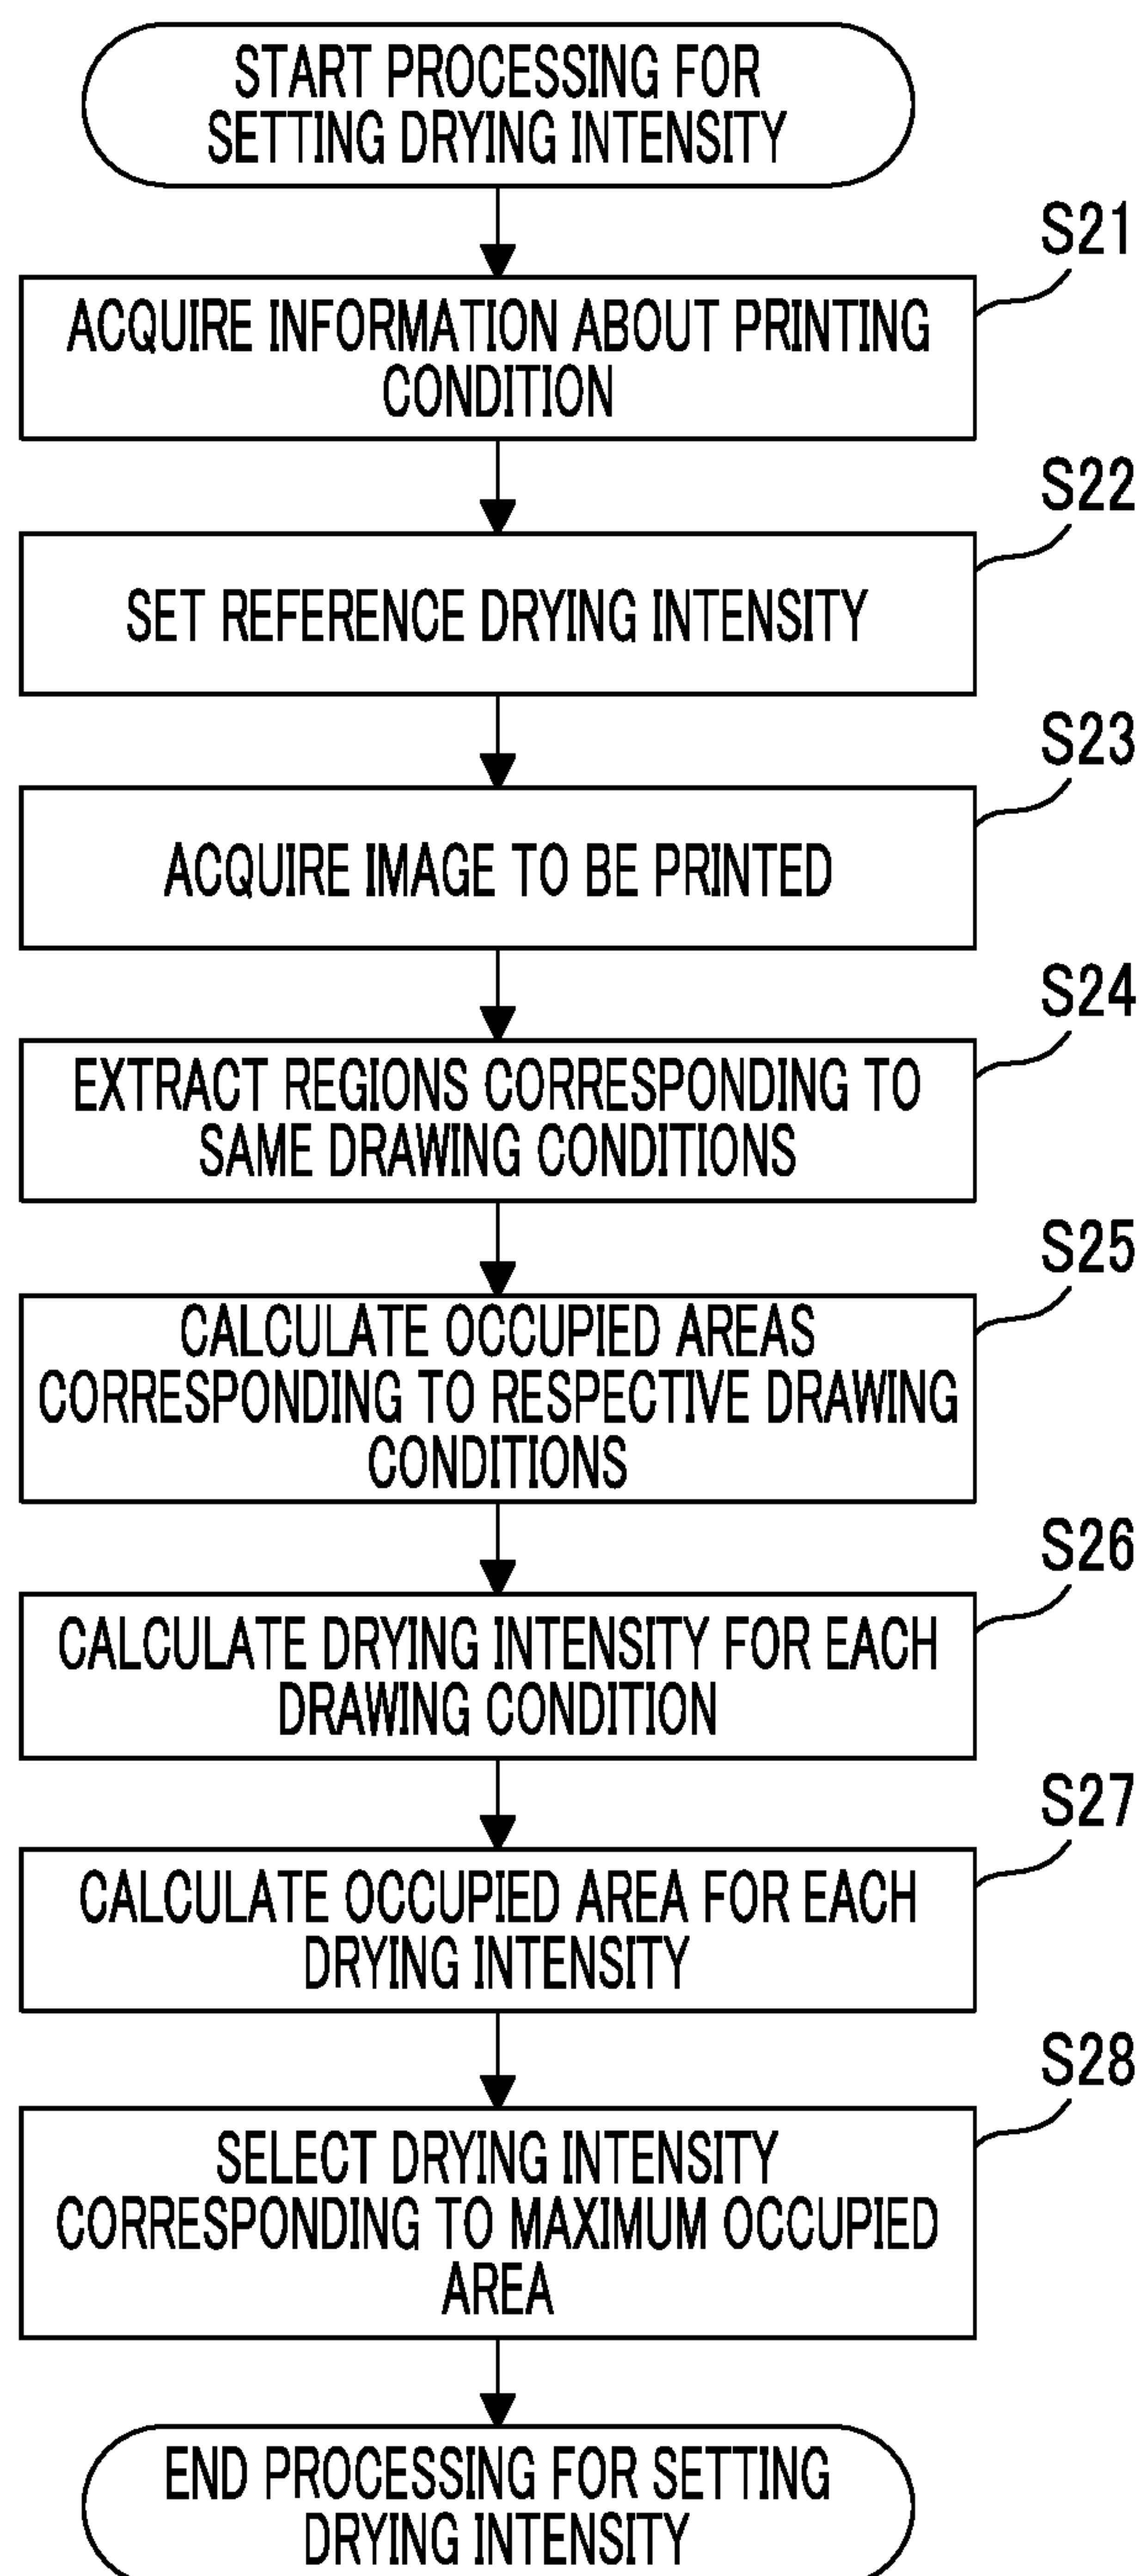 START PROCESSING FOR
SETTING DRYING INTENSITY
S21
ACQUIRE INFORMATION ABOUT PRINTING
CONDITION
S22
SET REFERENCE DRYING INTENSITY
S23
ACQUIRE IMAGE TO BE PRINTED
S24
EXTRACT REGIONS CORRESPONDING TO
SAME DRAWING CONDITIONS
S25
CALCULATE OCCUPIED AREAS
CORRESPONDING TO RESPECTIVE DRAWING
CONDITIONS
S26
CALCULATE DRYING INTENSITY FOR EACH
DRAWING CONDITION
S27
CALCULATE OCCUPIED AREA FOR EACH
DRYING INTENSITY
S28
SELECT DRYING INTENSITY
CORRESPONDING TO MAXIMUM OCCUPIED
AREA
END PROCESSING FOR SETTING
DRYING INTENSITY